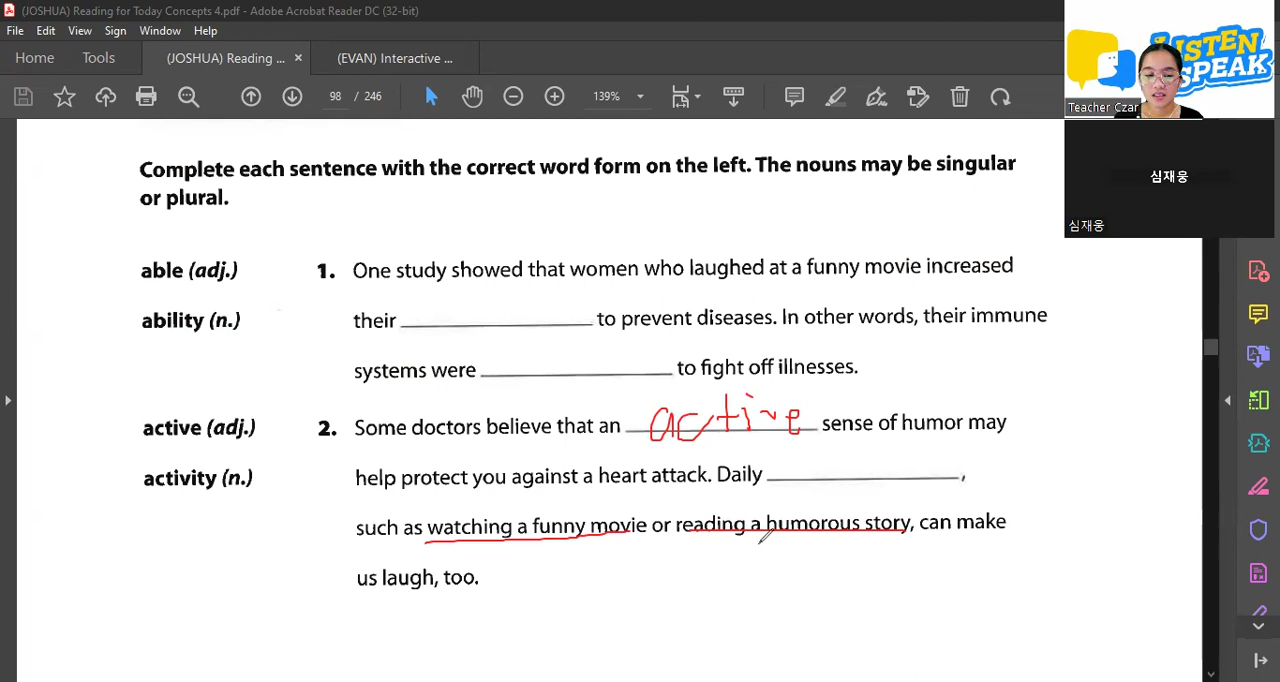 (JOSHUA) Reading for Today Concepts 4.pdf - Adobe Acrobat Reader DC (32-bit)
File Edit View Sign Window Help
Home Tools (JOSHUA) Reading ... × (EVAN) Interactive ...
98 / 246 139%
LISTEN
SPEAK
Teacher Czar
심재웅
심재웅
Complete each sentence with the correct word form on the left. The nouns may be singular
or plural.
able (adj.) 1. One study showed that women who laughed at a funny movie increased
ability (n.) their ____________ to prevent diseases. In other words, their immune
systems were ____________ to fight off illnesses.
active (adj.) 2. Some doctors believe that an active sense of humor may
activity (n.) help protect you against a heart attack. Daily ____________,
such as watching a funny movie or reading a humorous story, can make
us laugh, too.